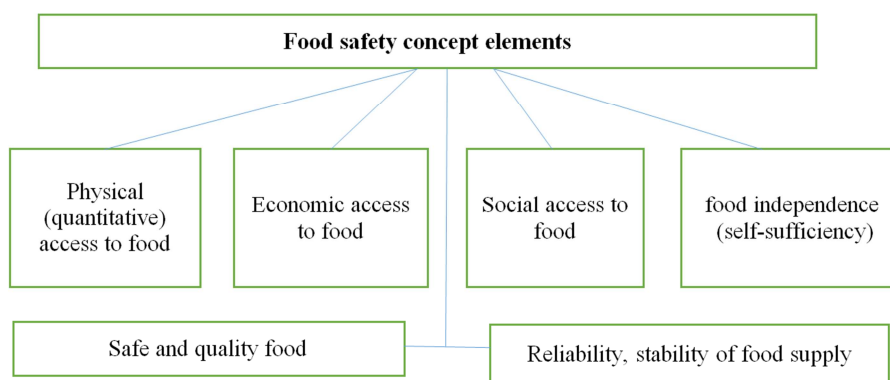 Food safety concept elements
Physical
(quantitative)
access to food
Economic access
to food
Social access to
food
food independence
(self-sufficiency)
Safe and quality food
Reliability, stability of food supply